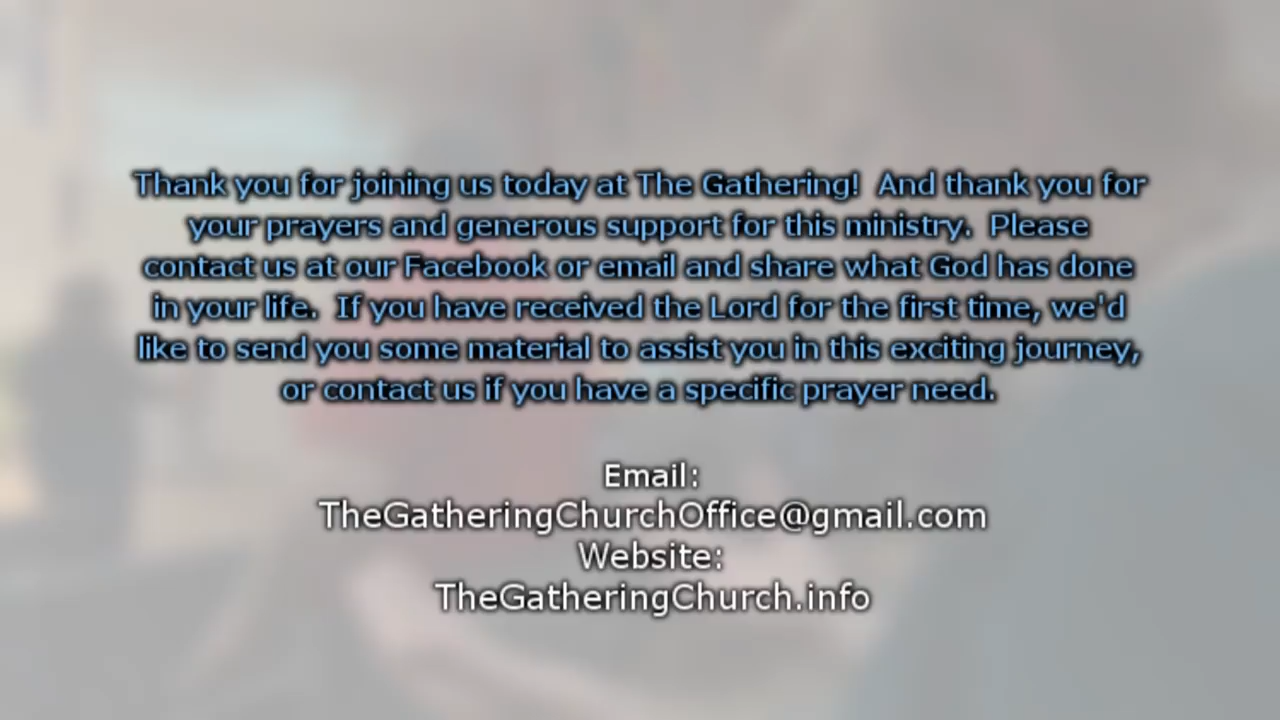 Thank you for joining us today at The Gathering!  And thank you for
your prayers and generous support for this ministry.  Please
contact us at our Facebook or email and share what God has done
in your life.  If you have received the Lord for the first time, we'd
like to send you some material to assist you in this exciting journey,
or contact us if you have a specific prayer need.
Email:
TheGatheringChurchOffice@gmail.com
Website:
TheGatheringChurch.info